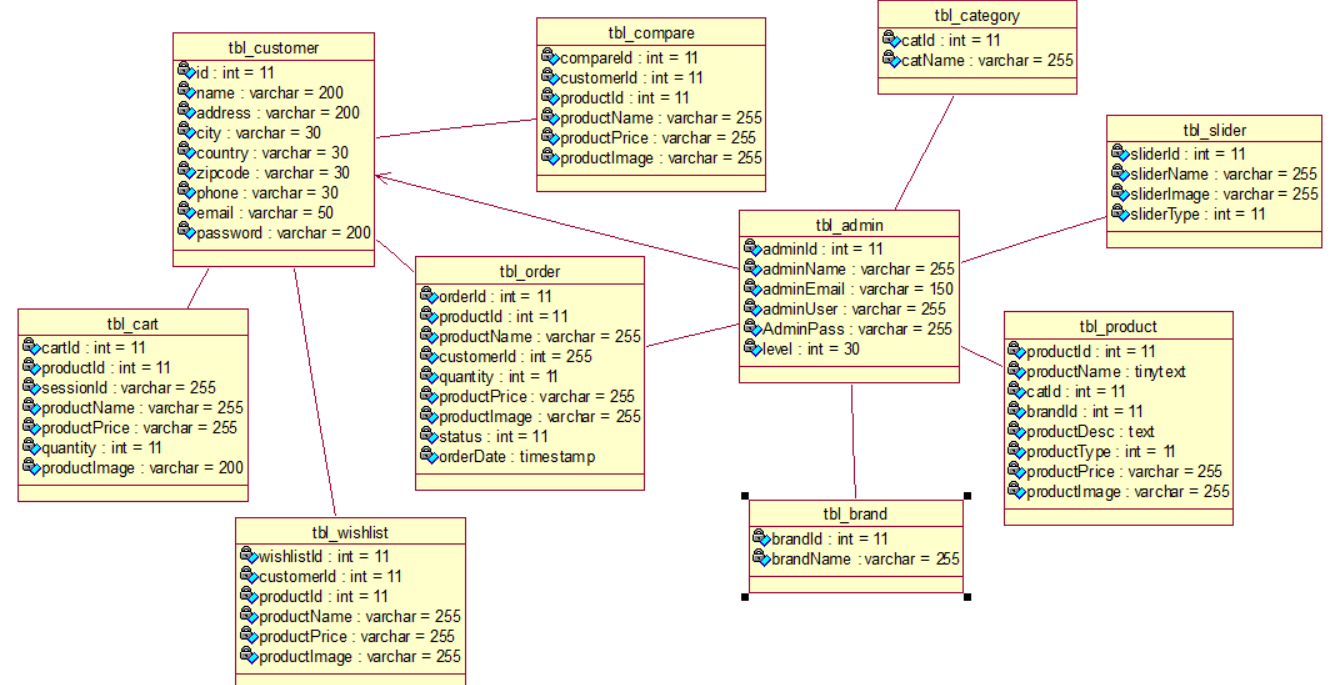 tbl_customer
id : int = 11
name : varchar = 200
address : varchar = 200
city : varchar = 30
country : varchar = 30
zipcode : varchar = 30
phone : varchar = 30
email : varchar = 50
password : varchar = 200
tbl_compare
compareId : int = 11
customerId : int = 11
productId : int = 11
productName : varchar = 255
productPrice : varchar = 255
productImage : varchar = 255
tbl_category
catId : int = 11
catName : varchar = 255
tbl_slider
sliderId : int = 11
sliderName : varchar = 255
sliderImage : varchar = 255
sliderType : int = 11
tbl_admin
adminId : int = 11
adminName : varchar = 255
adminEmail : varchar = 150
adminUser : varchar = 255
AdminPass : varchar = 255
level : int = 30
tbl_order
orderId : int = 11
productId : int = 11
productName : varchar = 255
customerId : int = 255
quantity : int = 11
productPrice : varchar = 255
productImage : varchar = 255
status : int = 11
orderDate : timestamp
tbl_cart
cartId : int = 11
productId : int = 11
sessionId : varchar = 255
productName : varchar = 255
productPrice : varchar = 255
quantity : int = 11
productImage : varchar = 200
tbl_product
productId : int = 11
productName : tinytext
catId : int = 11
brandId : int = 11
productDesc : text
productType : int = 11
productPrice : varchar = 255
productImage : varchar = 255
tbl_brand
brandId : int = 11
brandName : varchar = 255
tbl_wishlist
wishlistId : int = 11
customerId : int = 11
productId : int = 11
productName : varchar = 255
productPrice : varchar = 255
productImage : varchar = 255